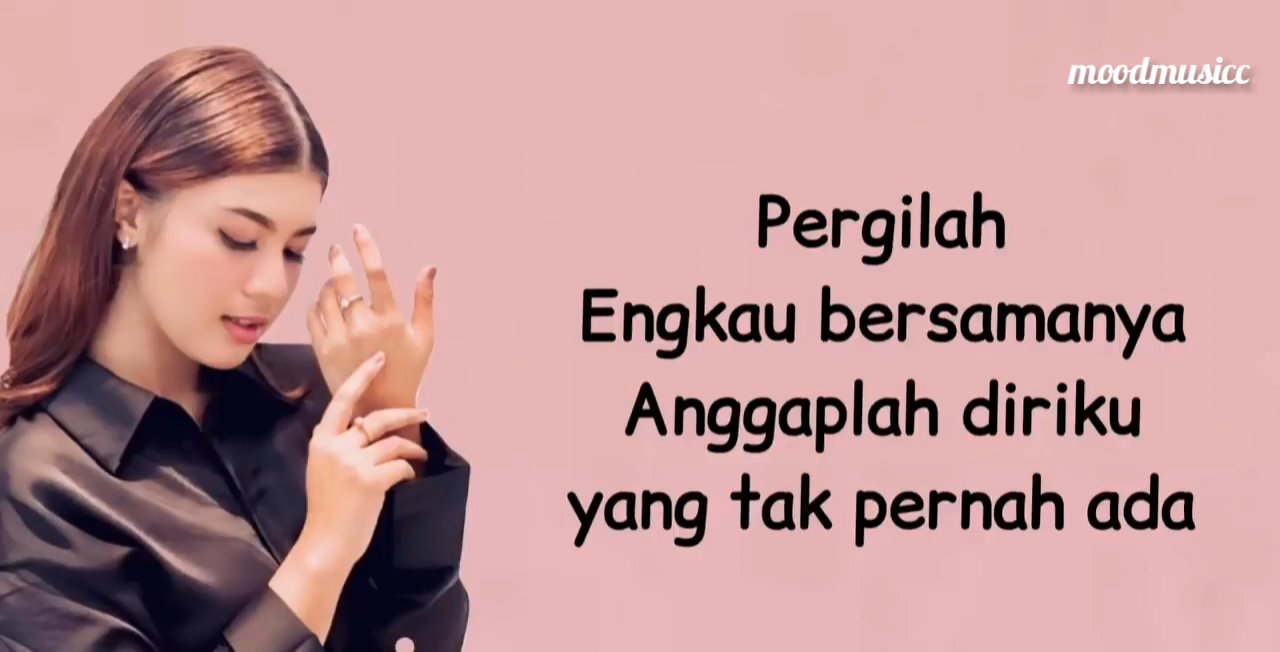 moodmusicc
Pergilah
Engkau bersamanya
Anggaplah diriku
yang tak pernah ada